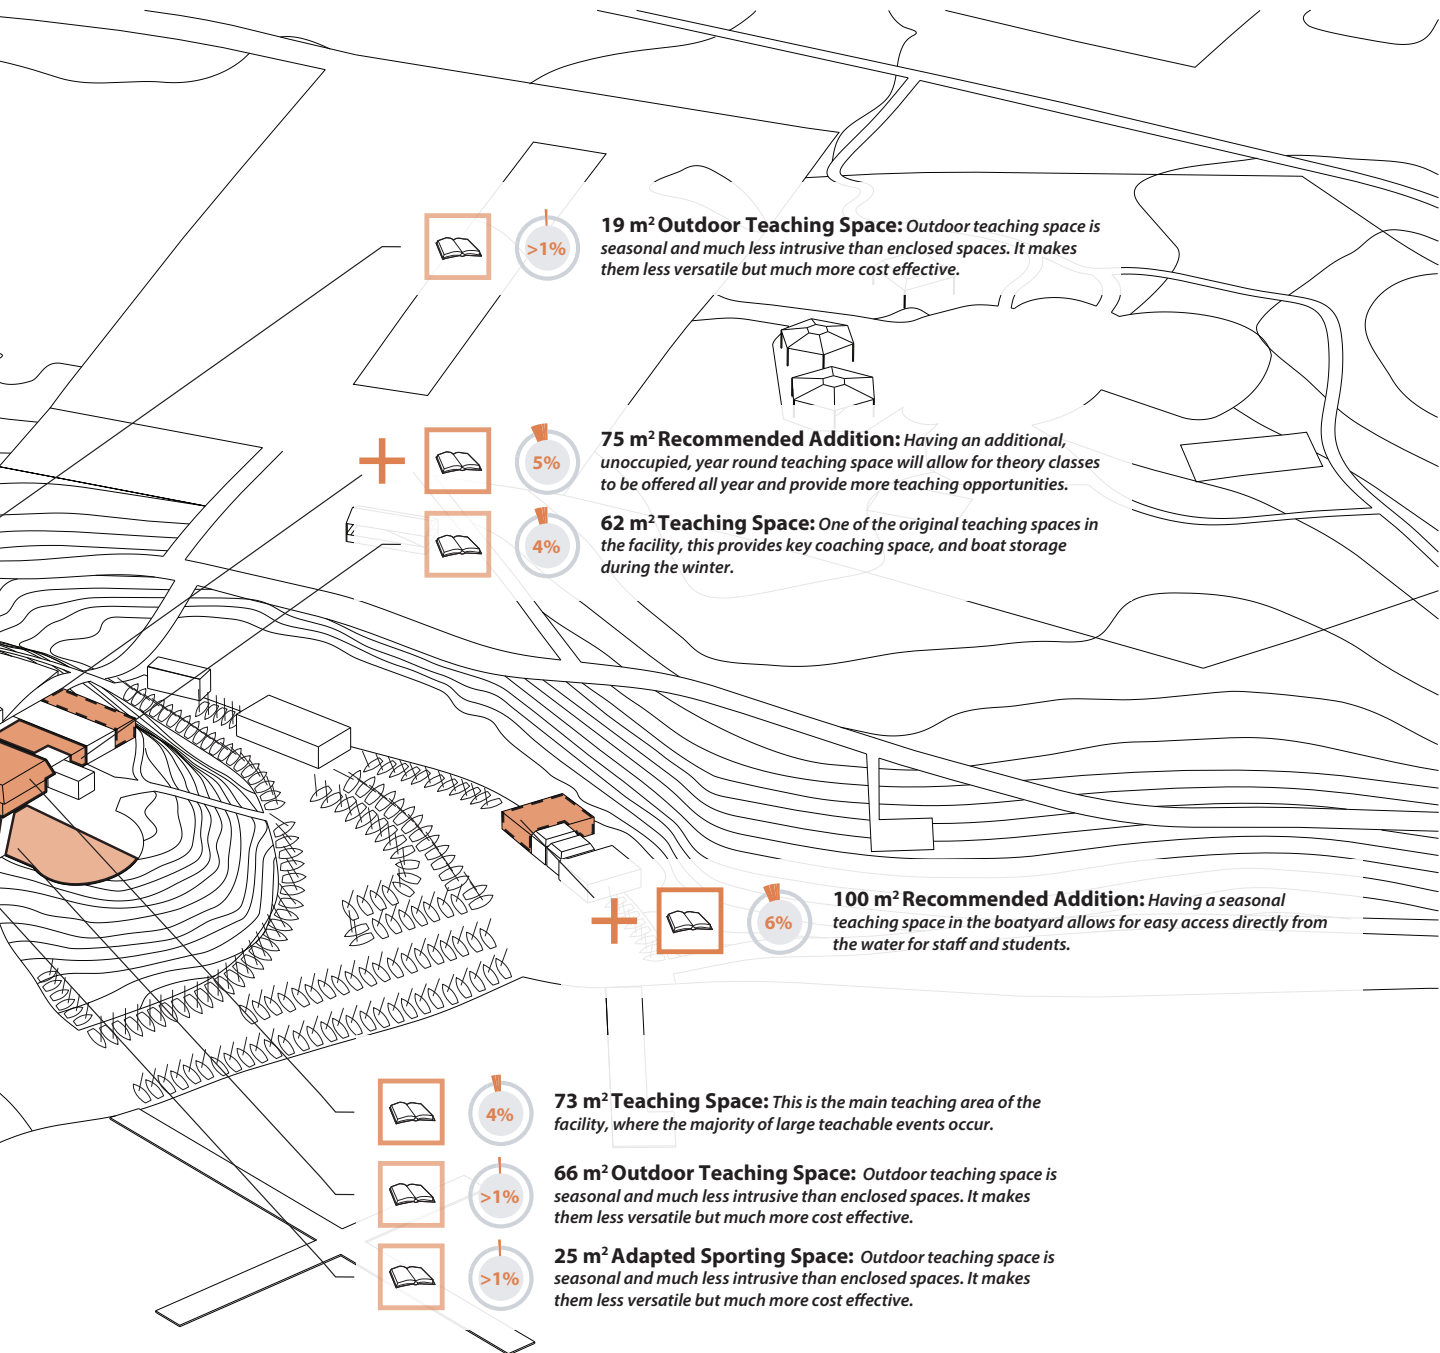 >1%
19 m² Outdoor Teaching Space: Outdoor teaching space is
seasonal and much less intrusive than enclosed spaces. It makes
them less versatile but much more cost effective.
5%
75 m² Recommended Addition: Having an additional,
unoccupied, year round teaching space will allow for theory classes
to be offered all year and provide more teaching opportunities.
4%
62 m² Teaching Space: One of the original teaching spaces in
the facility, this provides key coaching space, and boat storage
during the winter.
6%
100 m² Recommended Addition: Having a seasonal
teaching space in the boatyard allows for easy access directly from
the water for staff and students.
4%
73 m² Teaching Space: This is the main teaching area of the
facility, where the majority of large teachable events occur.
>1%
66 m² Outdoor Teaching Space: Outdoor teaching space is
seasonal and much less intrusive than enclosed spaces. It makes
them less versatile but much more cost effective.
>1%
25 m² Adapted Sporting Space: Outdoor teaching space is
seasonal and much less intrusive than enclosed spaces. It makes
them less versatile but much more cost effective.